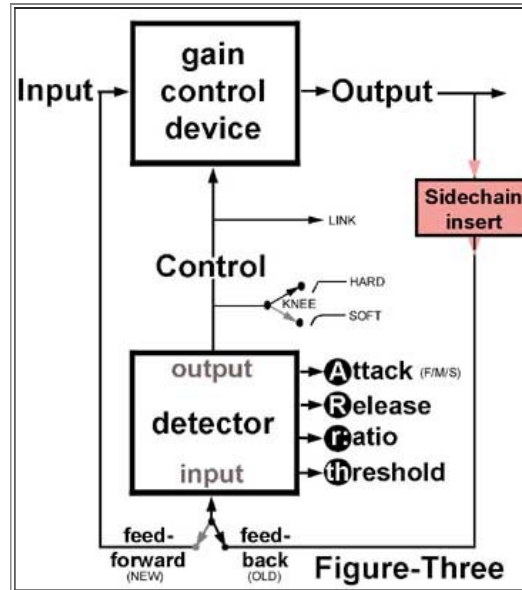 gain
control
device
Input
Output
Sidechain
insert
LINK
Control
HARD
KNEE
SOFT
output
detector
input
Attack (F/M/S)
Release
r:atio
threshold
feed-
forward
(NEW)
feed-
back
(OLD)
Figure-Three